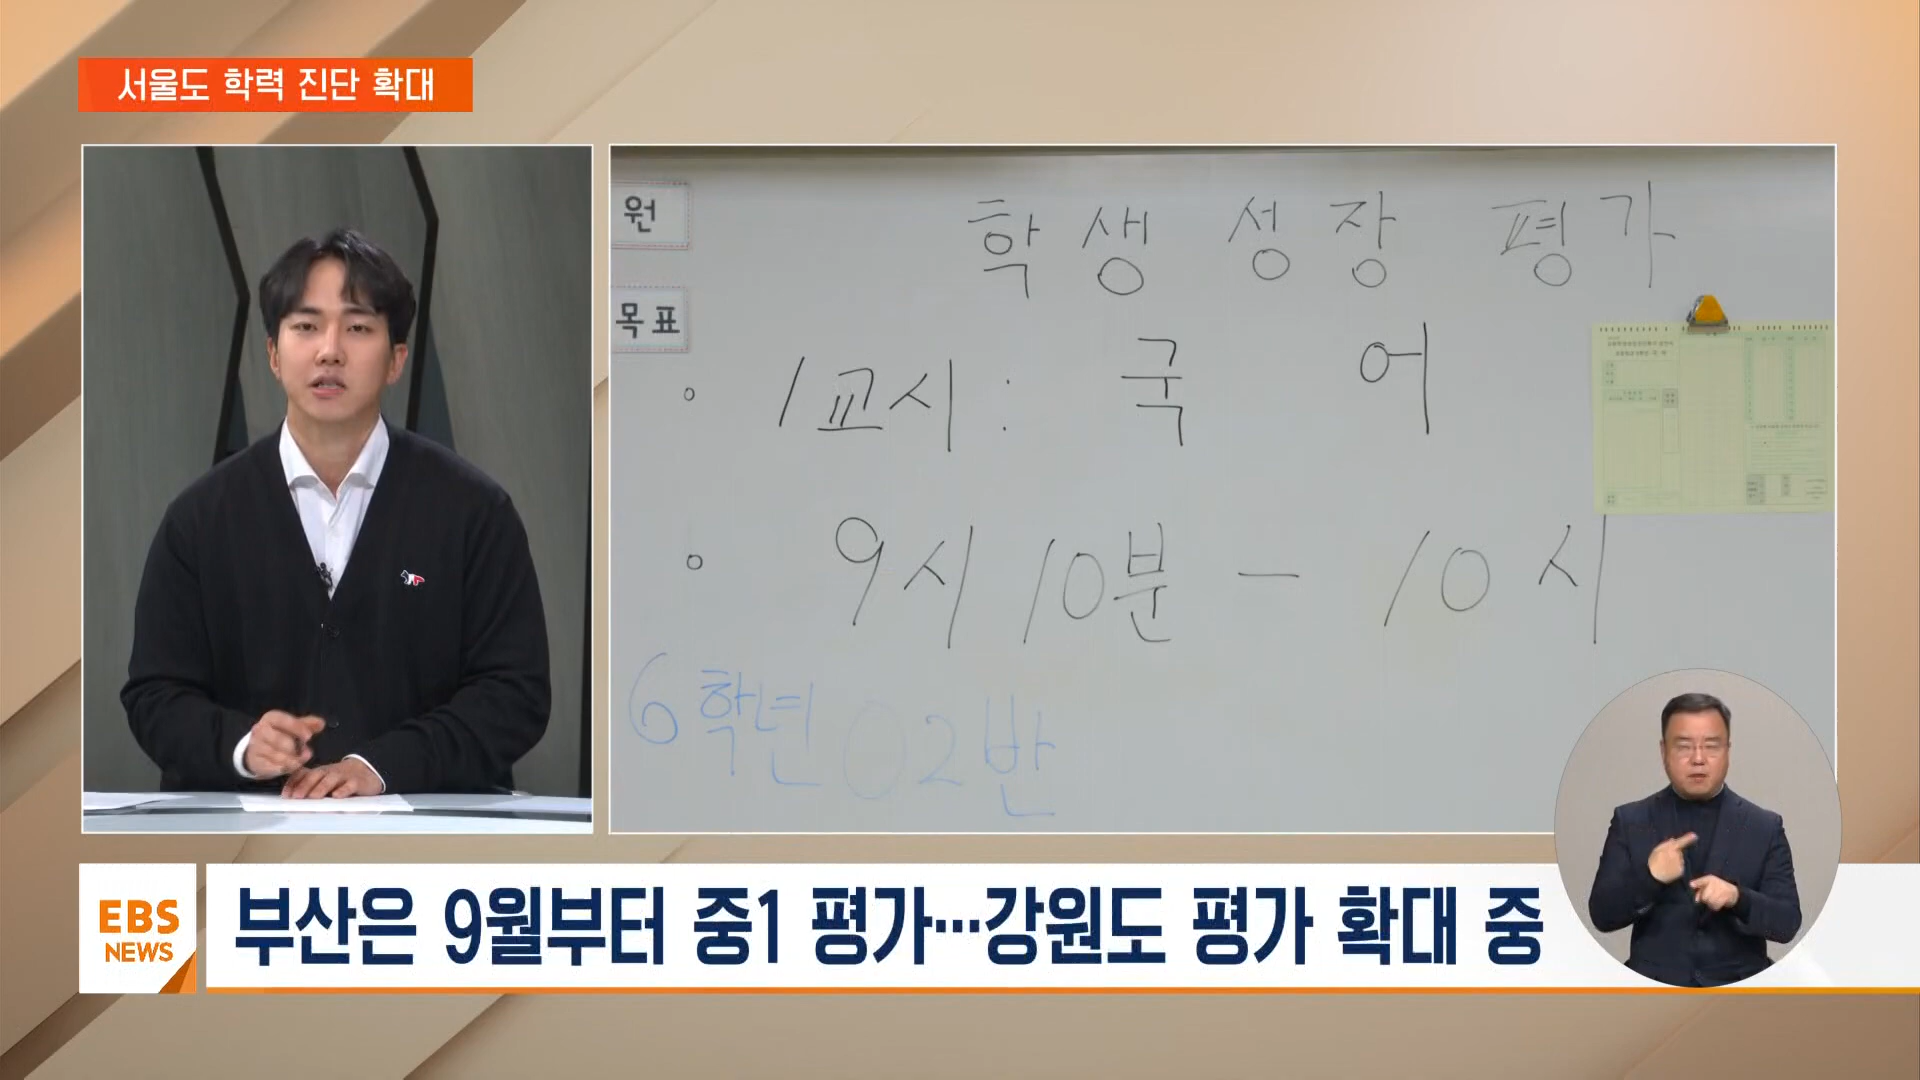 서울도 학력 진단 확대
원
목표
학생 성장 평가
1교시 : 국 어
9시 10분 - 10시
6학년 02반
EBS
NEWS
부산은 9월부터 중1 평가…강원도 평가 확대 중